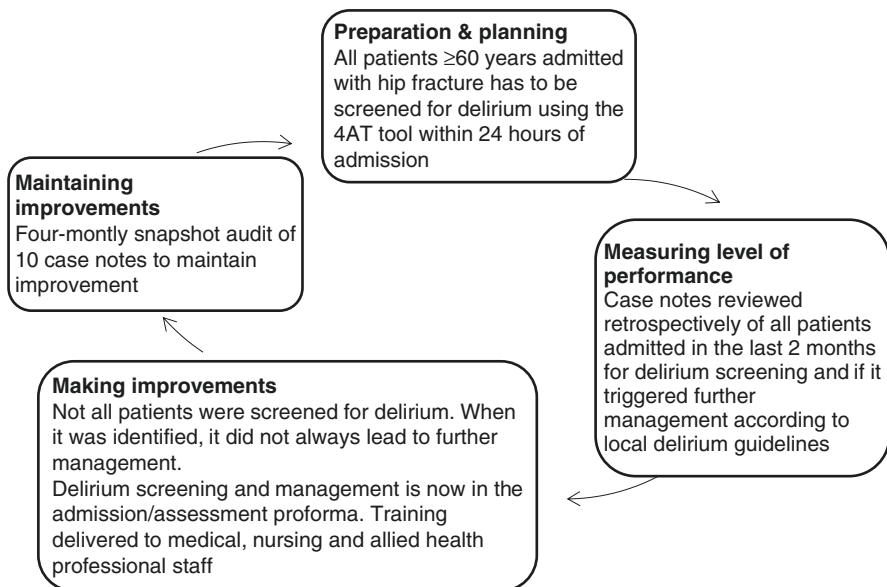 Preparation & planning
All patients ≥60 years admitted
with hip fracture has to be
screened for delirium using the
4AT tool within 24 hours of
admission
Measuring level of
performance
Case notes reviewed
retrospectively of all patients
admitted in the last 2 months
for delirium screening and if it
triggered further
management according to
local delirium guidelines
Making improvements
Not all patients were screened for delirium. When
it was identified, it did not always lead to further
management.
Delirium screening and management is now in the
admission/assessment proforma. Training
delivered to medical, nursing and allied health
professional staff
Maintaining
improvements
Four-montly snapshot audit of
10 case notes to maintain
improvement